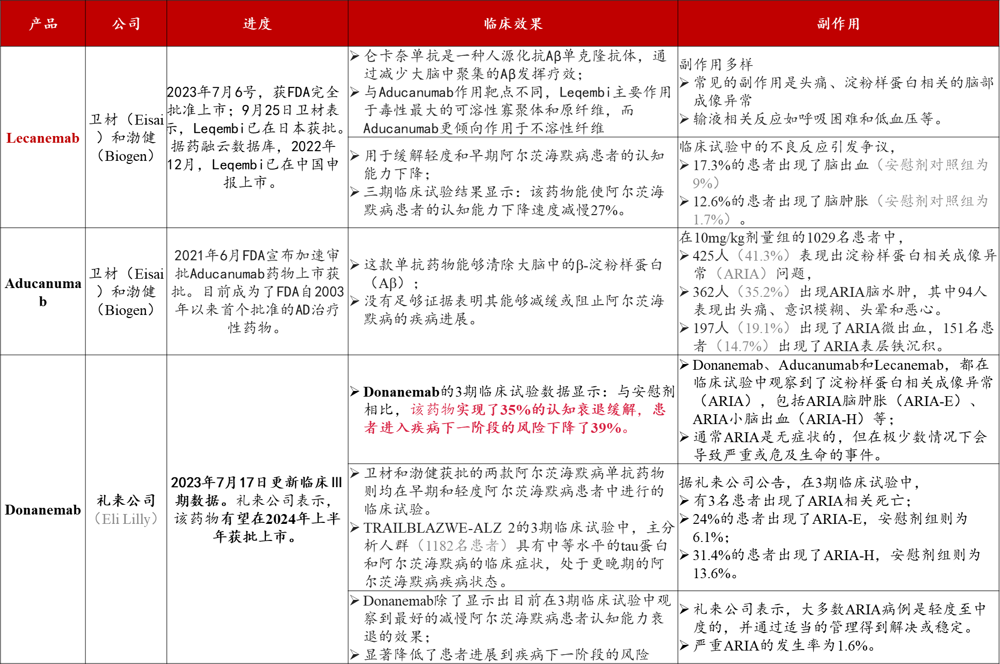 产品
公司
进度
临床效果
副作用
Lecanemab
卫材（Eisai
）和渤健
（Biogen）
2023年7月6号，获FDA完全
批准上市；9月25日卫材表
示，Leqembi已在日本获批。
据药融云数据库，2022年
12月，Leqembi已在中国申
报上市。
➢仑卡奈单抗是一种人源化抗Aβ单克隆抗体，通
过减少大脑中聚集的Aβ发挥疗效；
➢与Aducanumab作用靶点不同，Leqembi主要作用
于毒性最大的可溶性寡聚体和原纤维，而
Aducanumab更倾向作用于不溶性纤维
副作用多样
➢常见的副作用是头痛、淀粉样蛋白相关的脑部
成像异常
➢输液相关反应如呼吸困难和低血压等。
➢用于缓解轻度和早期阿尔茨海默病患者的认知
能力下降；
➢三期临床试验结果显示：该药物能使阿尔茨海
默病患者的认知能力下降速度减慢27%。
临床试验中的不良反应引发争议，
➢17.3%的患者出现了脑出血（安慰剂对照组为
9%）
➢12.6%的患者出现了脑肿胀（安慰剂对照组为
1.7%）。
Aducanuma
b
卫材（Eisai
）和渤健
（Biogen）
2021年6月FDA宣布加速审
批Aducanumab药物上市获
批。目前成为了FDA自2003
年以来首个批准的AD治疗
性药物。
➢这款单抗药物能够清除大脑中的β-淀粉样蛋白
（Aβ）；
➢没有足够证据表明其能够减缓或阻止阿尔茨海
默病的疾病进展。
在10mg/kg剂量组的1029名患者中，
➢425人（41.3%）表现出淀粉样蛋白相关成像异
常（ARIA）问题，
➢362人（35.2%）出现ARIA脑水肿，其中94人
表现出头痛、意识模糊、头晕和恶心。
➢197人（19.1%）出现了ARIA微出血，151名患
者（14.7%）出现了ARIA表层铁沉积。
Donanemab
礼来公司
（Eli Lilly）
2023年7月17日更新临床Ⅲ
期数据。礼来公司表示，
该药物有望在2024年上半
年获批上市。
➢Donanemab的3期临床试验数据显示：与安慰剂
相比，该药物实现了35%的认知衰退缓解，患
者进入疾病下一阶段的风险下降了39%。
➢Donanemab、Aducanumab和Lecanemab，都在
临床试验中观察到了淀粉样蛋白相关成像异常
（ARIA），包括ARIA脑肿胀（ARIA-E）、
ARIA小脑出血（ARIA-H）等；
➢通常ARIA是无症状的，但在极少数情况下会
导致严重或危及生命的事件。
➢卫材和渤健获批的两款阿尔茨海默病单抗药物
则均在早期和轻度阿尔茨海默病患者中进行的
临床试验。
➢TRAILBLAZWE-ALZ 2的3期临床试验中，主分
析人群（1182名患者）具有中等水平的tau蛋白
和阿尔茨海默病的临床症状，处于更晚期的阿
尔茨海默病疾病状态。
据礼来公司公告，在3期临床试验中，
➢有3名患者出现了ARIA相关死亡；
➢24%的患者出现了ARIA-E，安慰剂组则为
6.1%；
➢31.4%的患者出现了ARIA-H，安慰剂组则为
13.6%。
➢Donanemab除了显示出目前在3期临床试验中观
察到最好的减慢阿尔茨海默病患者认知能力衰
退的效果；
➢显著降低了患者进展到疾病下一阶段的风险
➢礼来公司表示，大多数ARIA病例是轻度至中
度的，并通过适当的管理得到解决或稳定。
➢严重ARIA的发生率为1.6%。